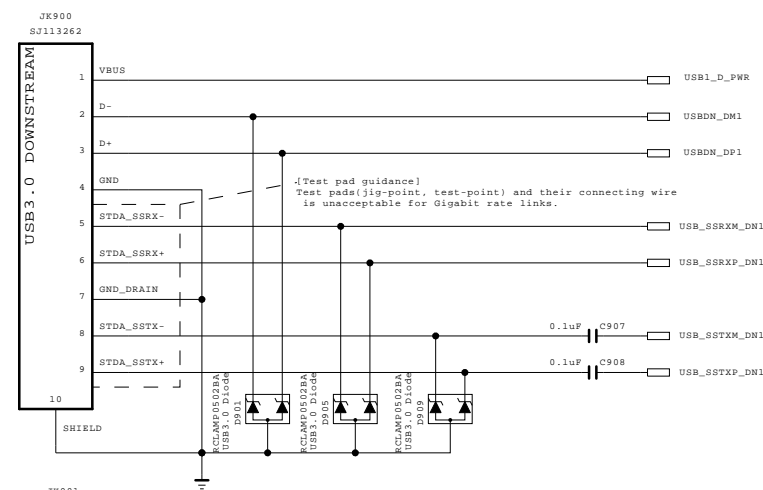 JK900
SJ113262
USB3.0 DOWNSTREAM
1 VBUS USB1_D_PWR
2 D- USBDN_DM1
3 D+ USBDN_DP1
4 GND
[Test pad guidance]
Test pads(jig-point, test-point) and their connecting wire
is unacceptable for Gigabit rate links.
5 STDA_SSRX- USB_SSRXM_DN1
6 STDA_SSRX+ USB_SSRXP_DN1
7 GND_DRAIN
8 STDA_SSTX- 0.1uF C907 USB_SSTXM_DN1
9 STDA_SSTX+ 0.1uF C908 USB_SSTXP_DN1
10
SHIELD
RCLAMP0502BA
USB3.0 Diode
D901
RCLAMP0502BA
USB3.0 Diode
D905
RCLAMP0502BA
USB3.0 Diode
D909